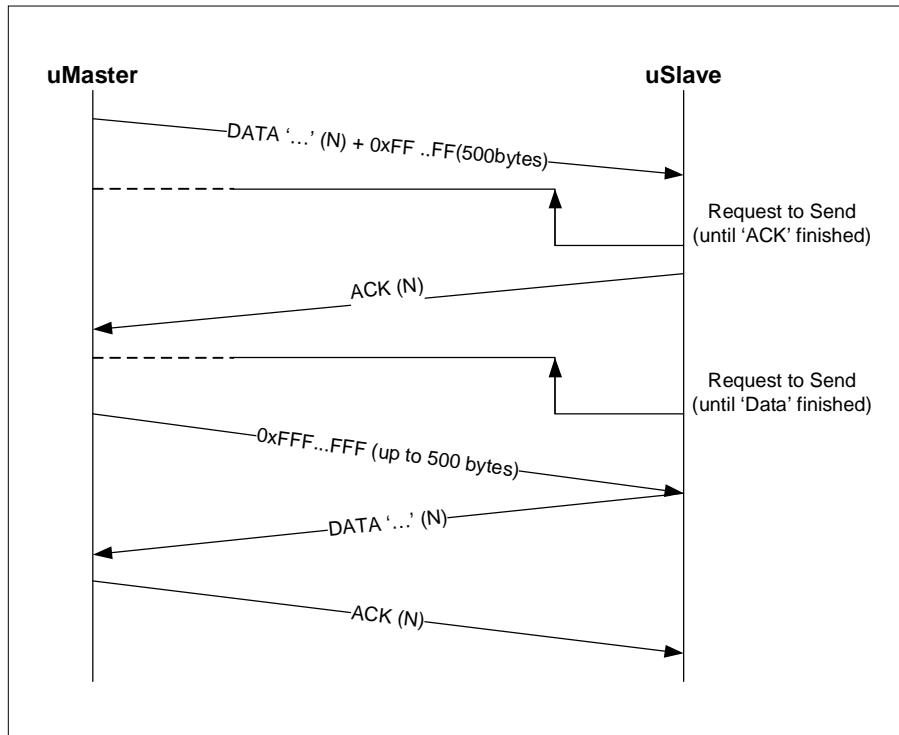 uMaster
uSlave
DATA ‘…’ (N) + 0xFF ..FF(500bytes)
Request to Send
(until ‘ACK’ finished)
ACK (N)
Request to Send
(until ‘Data’ finished)
0xFFF...FFF (up to 500 bytes)
DATA ‘…’ (N)
ACK (N)